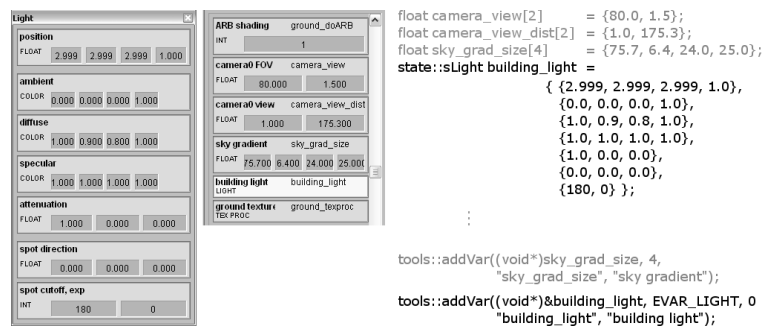 Light
position
FLOAT 2.999 2.999 2.999 1.000
ambient
COLOR 0.000 0.000 0.000 1.000
diffuse
COLOR 1.000 0.900 0.800 1.000
specular
COLOR 1.000 1.000 1.000 1.000
attenuation
FLOAT 1.000 0.000 0.000
spot direction
FLOAT 0.000 0.000 0.000
spot cutoff, exp
INT 180 0
ARB shading ground_doARB
INT 1
camera0 FOV camera_view
FLOAT 80.000 1.500
camera0 view camera_view_dist
FLOAT 1.000 175.300
sky gradient sky_grad_size
FLOAT 75.700 6.400 24.000 25.00(
building light building_light
LIGHT
ground texture ground_texproc
TEX PROC
float camera_view[2] = {80.0, 1.5};
float camera_view_dist[2] = {1.0, 175.3};
float sky_grad_size[4] = {75.7, 6.4, 24.0, 25.0};
state::sLight building_light =
{ {2.999, 2.999, 2.999, 1.0},
{0.0, 0.0, 0.0, 1.0},
{1.0, 0.9, 0.8, 1.0},
{1.0, 1.0, 1.0, 1.0},
{1.0, 0.0, 0.0},
{0.0, 0.0, 0.0},
{180, 0} };
⋮
tools::addVar((void*)sky_grad_size, 4,
"sky_grad_size", "sky gradient");
tools::addVar((void*)&building_light, EVAR_LIGHT, 0
"building_light", "building light");